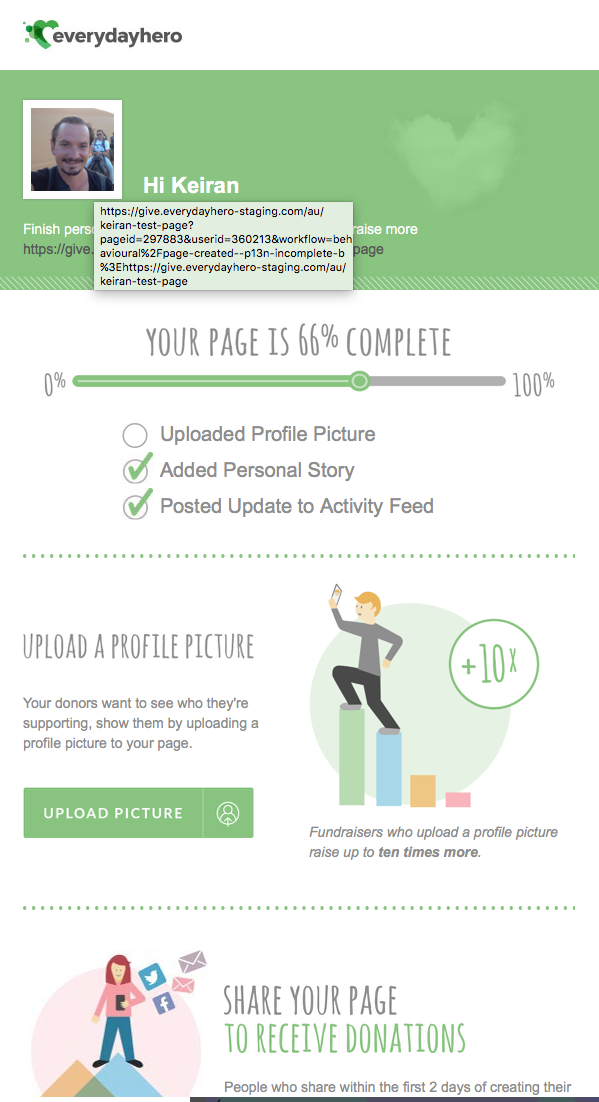 everydayhero
Hi Keiran
Finish perso
raise more
https://give.
page
https://give.everydayhero-staging.com/au/
keiran-test-page?
pageid=297883&userid=360213&workflow=beh
avioural%2Fpage-created--p13n-incomplete-b
%3Ehttps://give.everydayhero-staging.com/au/
keiran-test-page
YOUR PAGE IS 66% COMPLETE
0%
100%
Uploaded Profile Picture
Added Personal Story
Posted Update to Activity Feed
UPLOAD A PROFILE PICTURE
Your donors want to see who they're
supporting, show them by uploading a
profile picture to your page.
UPLOAD PICTURE
+10x
Fundraisers who upload a profile picture
raise up to ten times more.
SHARE YOUR PAGE
TO RECEIVE DONATIONS
People who share within the first 2 days of creating their